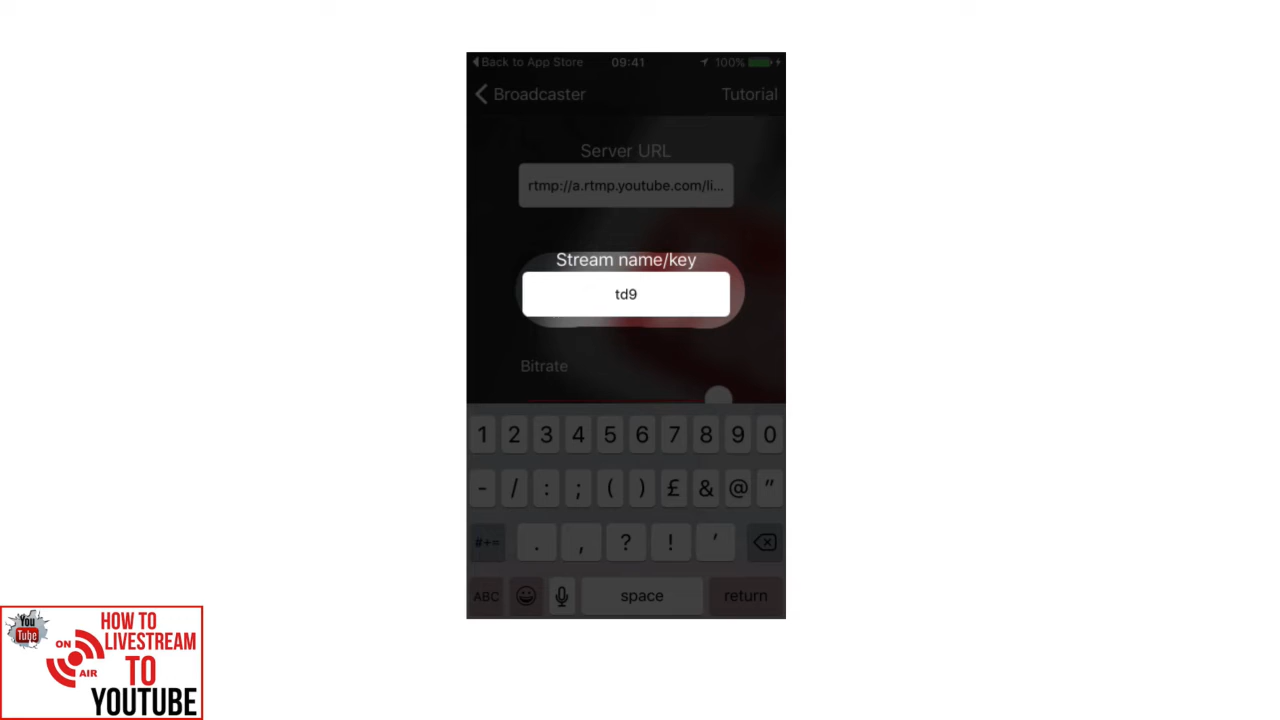 Back to App Store 09:41 100%
Broadcaster Tutorial
Server URL
rtmp://a.rtmp.youtube.com/li...
Stream name/key
td9
Bitrate
1 2 3 4 5 6 7 8 9 0
- / : ; ( ) £ & @ "
#+= . , ? ! '
ABC space return
You
Tube
HOW TO
LIVESTREAM
TO
YOUTUBE
ON
AIR